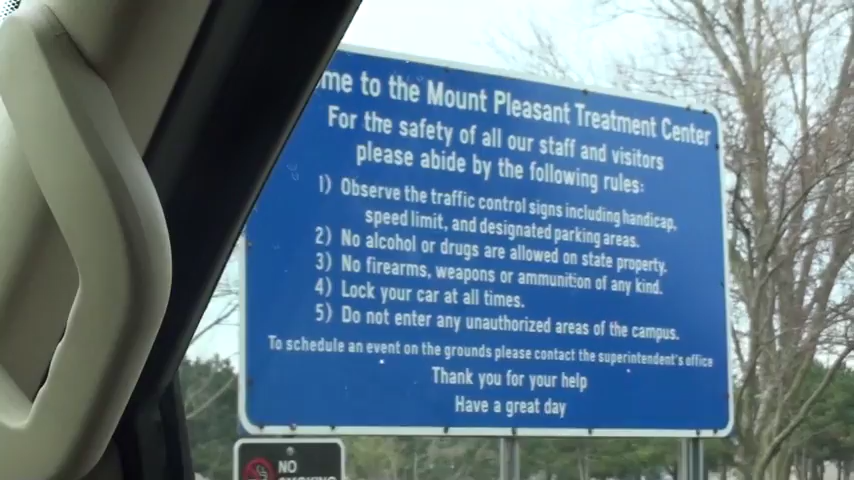 me to the Mount Pleasant Treatment Center
For the safety of all our staff and visitors
please abide by the following rules:
1) Observe the traffic control signs including handicap,
speed limit, and designated parking areas.
2) No alcohol or drugs are allowed on state property.
3) No firearms, weapons or ammunition of any kind.
4) Lock your car at all times.
5) Do not enter any unauthorized areas of the campus.
To schedule an event on the grounds please contact the superintendent's office
Thank you for your help
Have a great day
NO
SMOKING